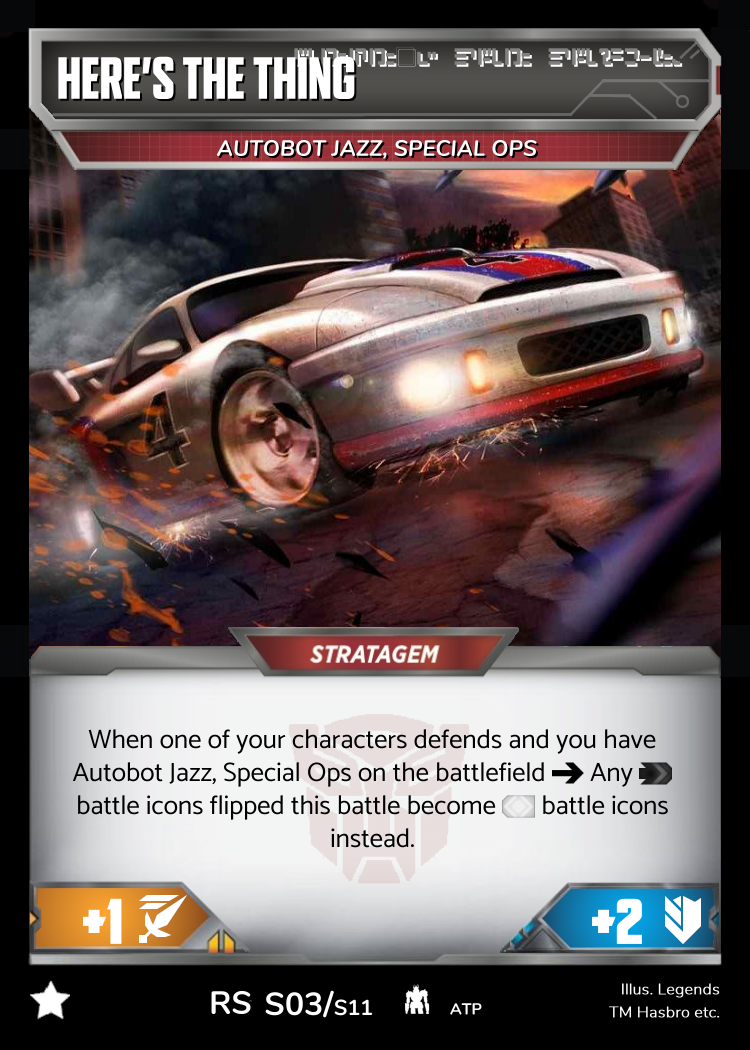 HERE'S THE THING
AUTOBOT JAZZ, SPECIAL OPS
4
4
STRATAGEM
When one of your characters defends and you have
Autobot Jazz, Special Ops on the battlefield ➔ Any
battle icons flipped this battle become battle icons
instead.
+1
+2
RS S03/S11 ATP
Illus. Legends
TM Hasbro etc.